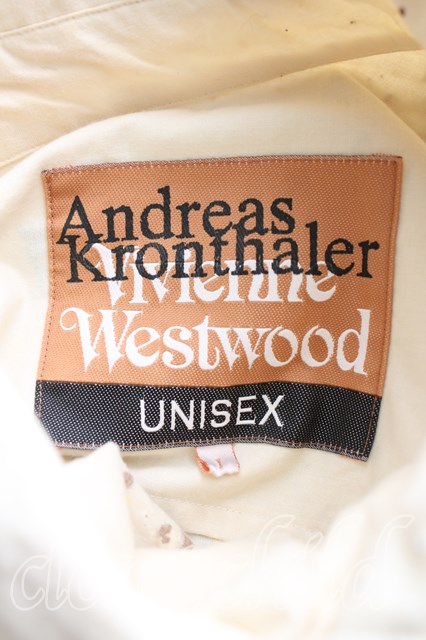 Andreas
Kronthaler
Vivienne
Westwood
UNISEX